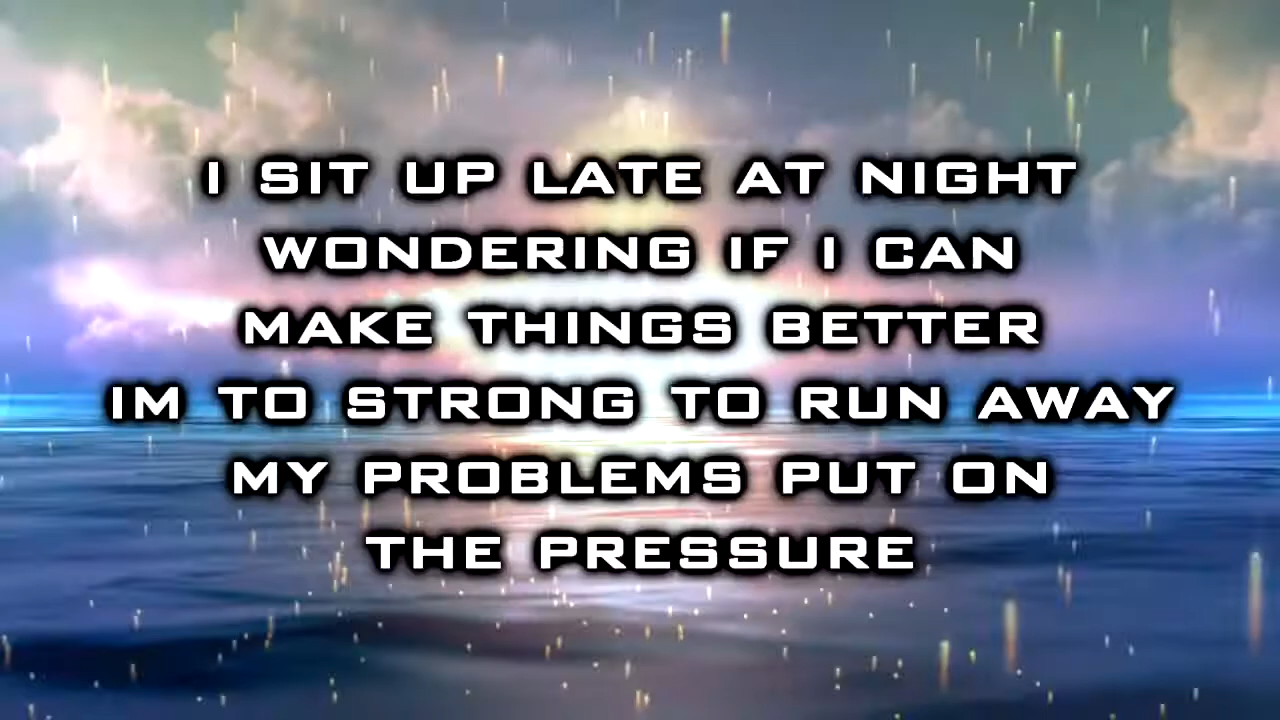 I SIT UP LATE AT NIGHT
WONDERING IF I CAN
MAKE THINGS BETTER
IM TO STRONG TO RUN AWAY
MY PROBLEMS PUT ON
THE PRESSURE